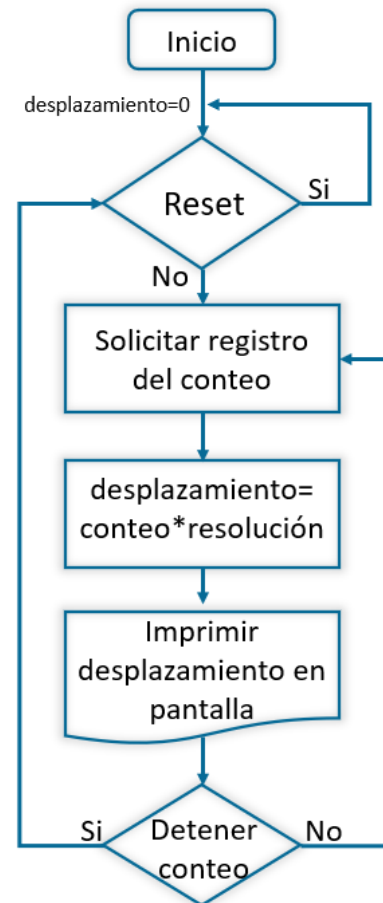 Inicio
desplazamiento=0
Reset
Si
No
Solicitar registro
del conteo
desplazamiento=
conteo*resolución
Imprimir
desplazamiento en
pantalla
Si
Detener
conteo
No